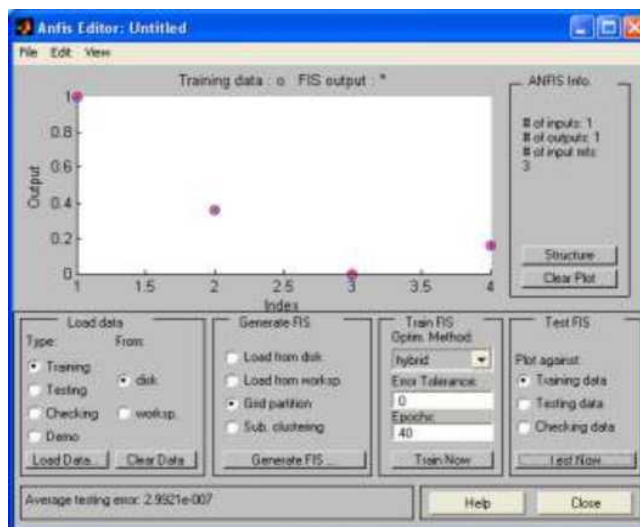 Anfis Editor: Untitled
File Edit View
Training data : o FIS output : *
ANFIS Info.
1
0.8
0.6
0.4
0.2
0
Output
1 1.5 2 2.5 3 3.5 4
Index
# of inputs: 1
# of outputs: 1
# of input mfs:
3
Structure
Clear Plot
Load data
Type: From:
Training
Testing
Checking
Demo
disk
worksp.
Load Data... Clear Data
Generate FIS
Load from disk
Load from worksp.
Grid partition
Sub. clustering
Generate FIS ...
Train FIS
Optim. Method:
hybrid
Error Tolerance:
0
Epochs:
40
Train Now
Test FIS
Plot against:
Training data
Testing data
Checking data
Test Now
Average testing error: 2.9921e-007
Help Close